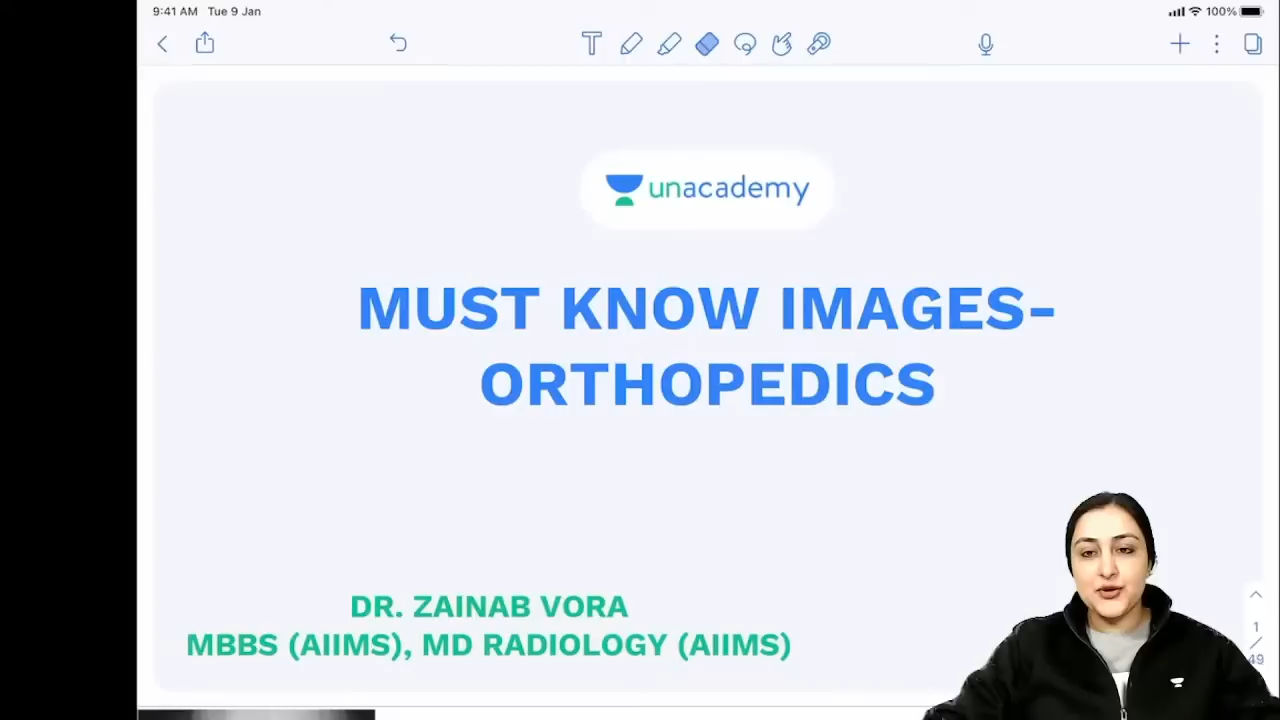 9:41 AM Tue 9 Jan
100%
unacademy
MUST KNOW IMAGES-
ORTHOPEDICS
DR. ZAINAB VORA
MBBS (AIIMS), MD RADIOLOGY (AIIMS)
1
/
49